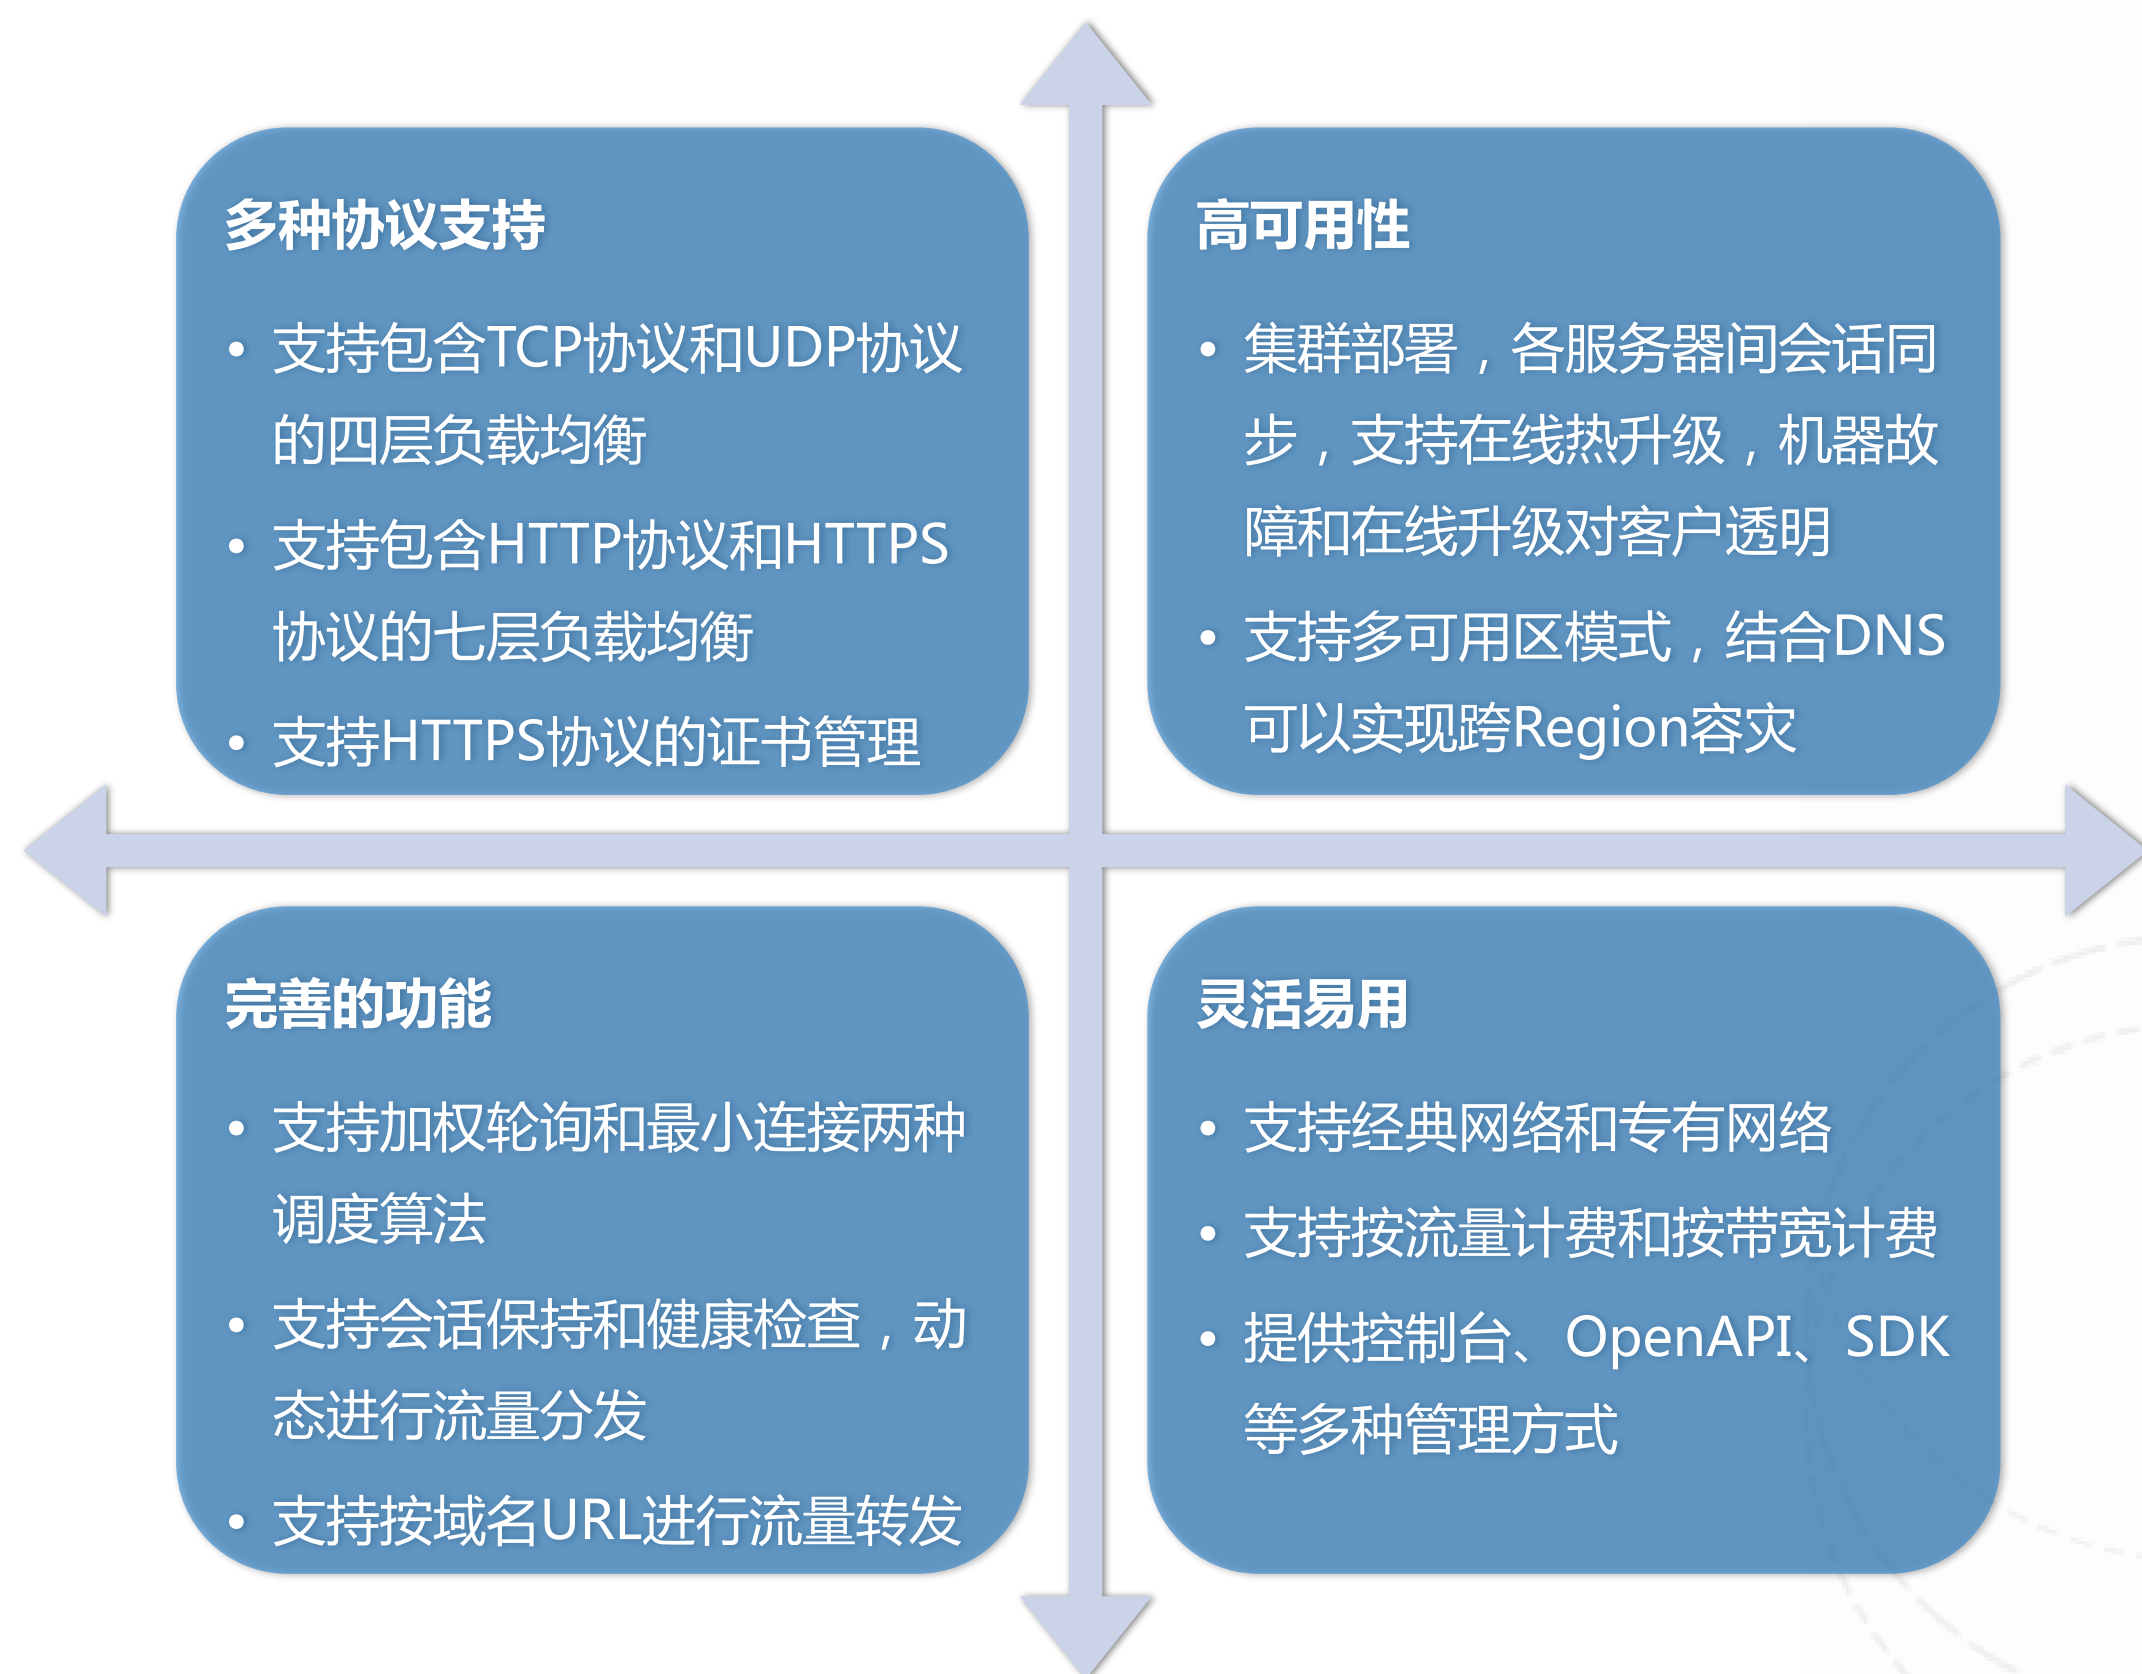 多种协议支持
• 支持包含TCP协议和UDP协议
的四层负载均衡
• 支持包含HTTP协议和HTTPS
协议的七层负载均衡
• 支持HTTPS协议的证书管理
高可用性
• 集群部署，各服务器间会话同
步，支持在线热升级，机器故
障和在线升级对客户透明
• 支持多可用区模式，结合DNS
可以实现跨Region容灾
完善的功能
• 支持加权轮询和最小连接两种
调度算法
• 支持会话保持和健康检查，动
态进行流量分发
• 支持按域名URL进行流量转发
灵活易用
• 支持经典网络和专有网络
• 支持按流量计费和按带宽计费
• 提供控制台、OpenAPI、SDK
等多种管理方式